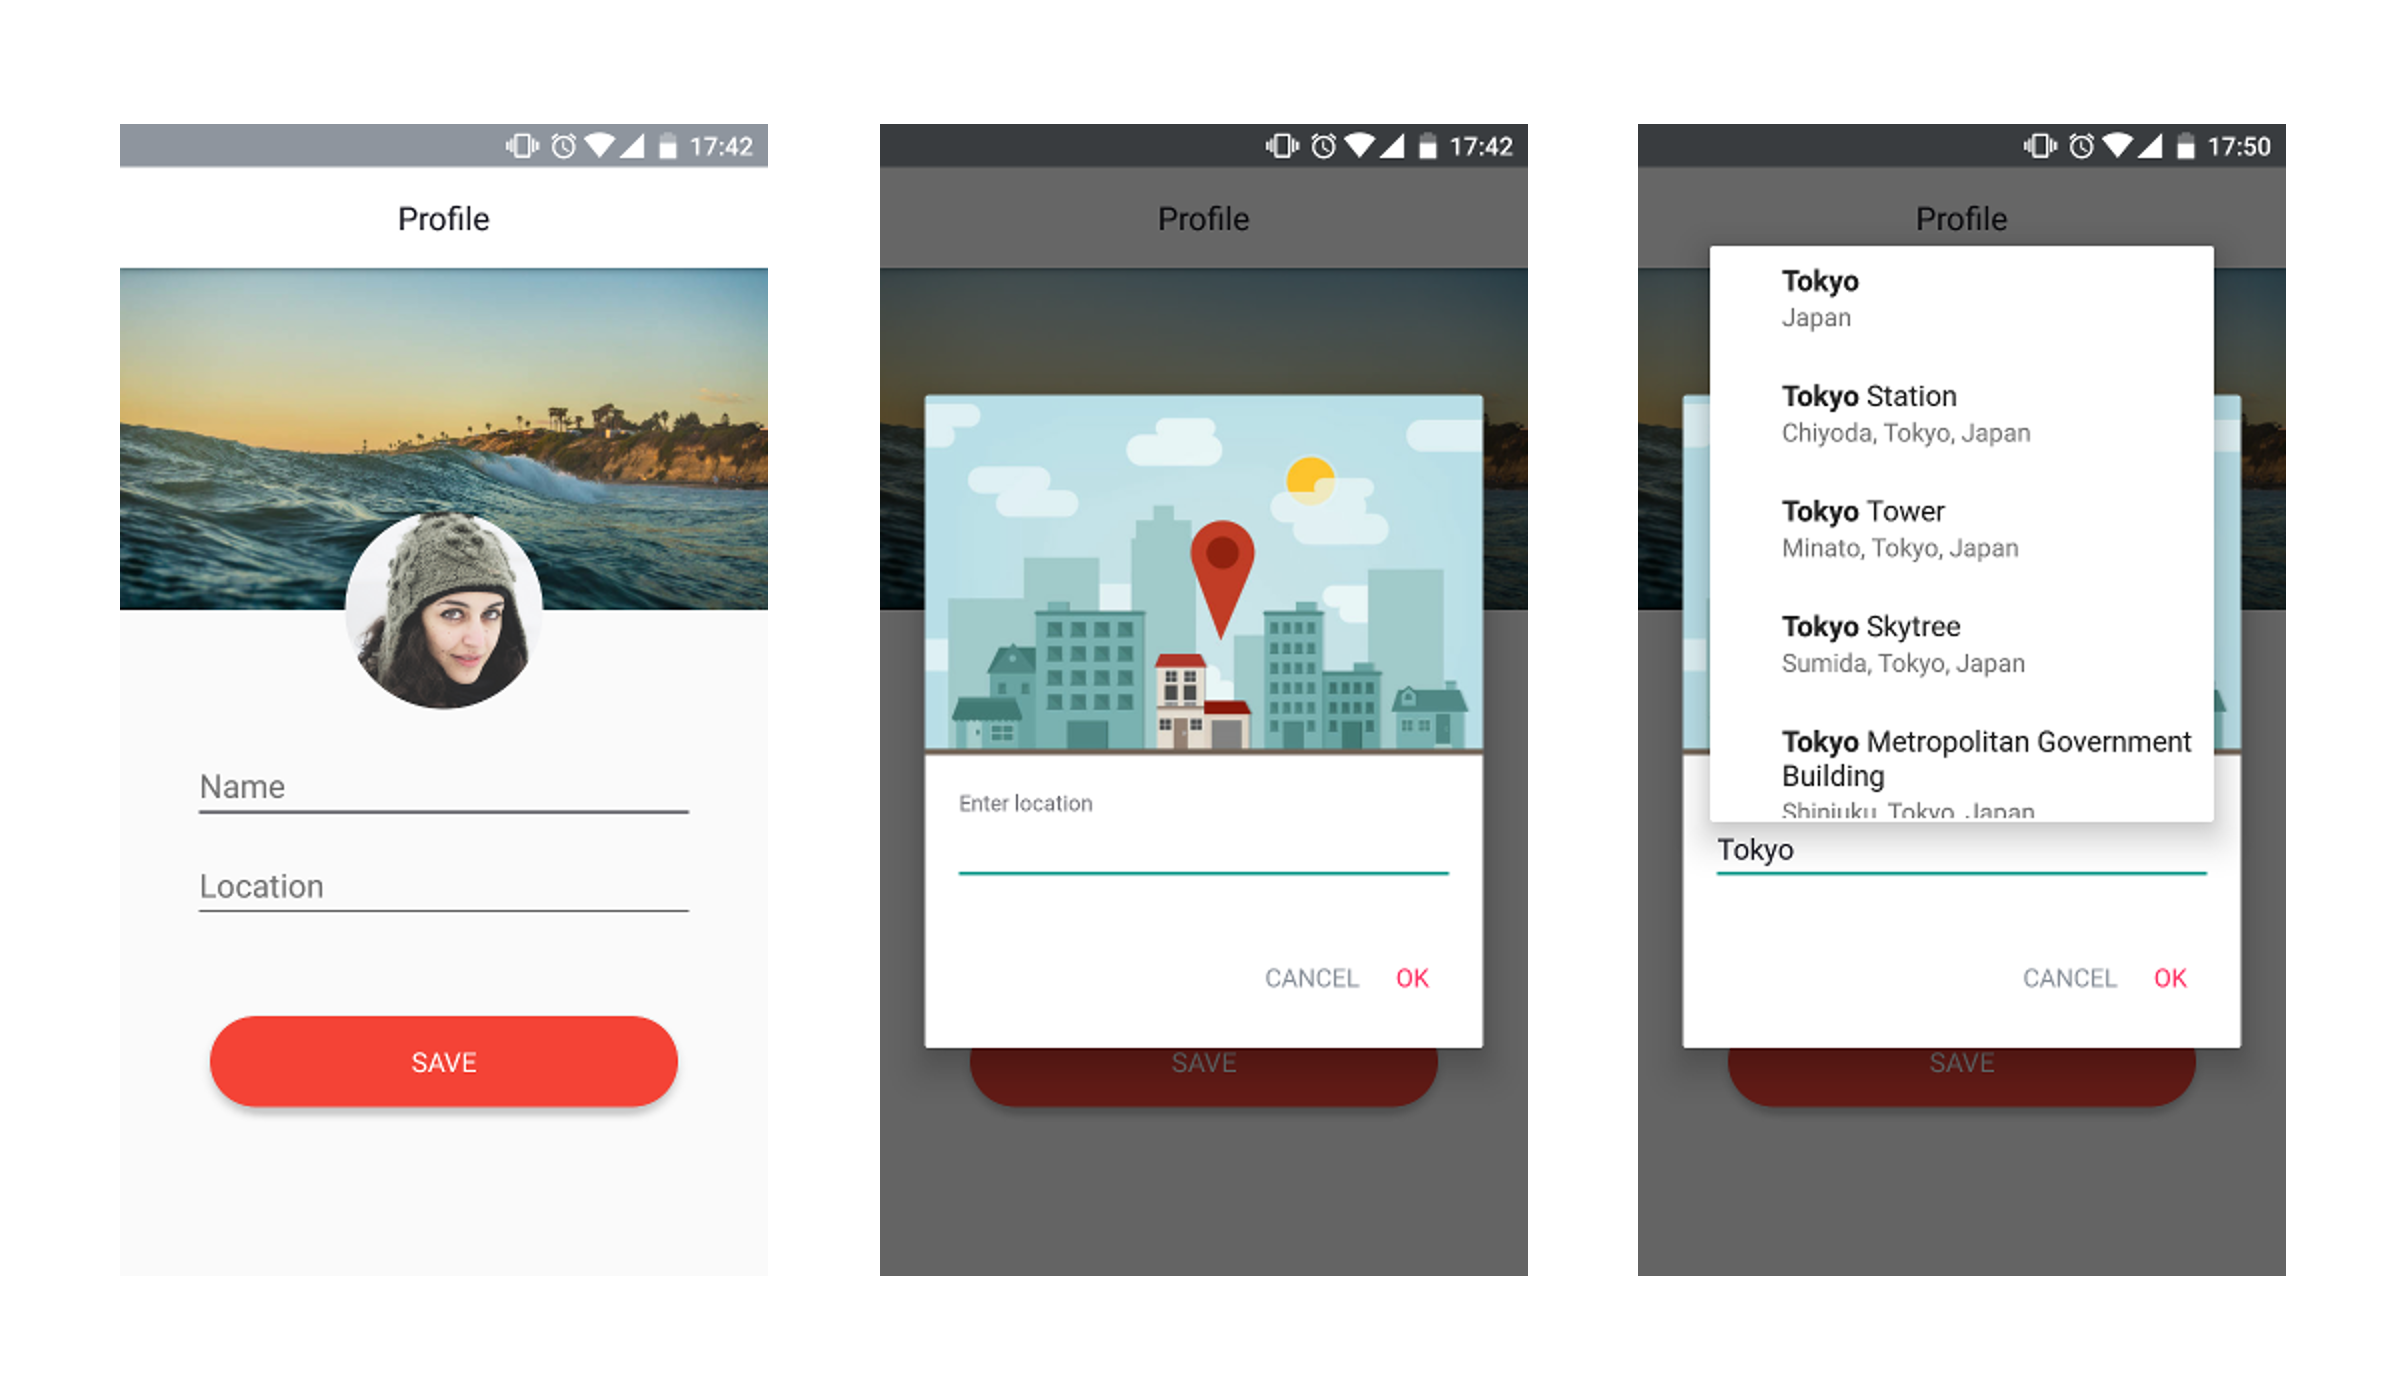 17:42
Profile
Name
Location
SAVE
17:42
Profile
Enter location
CANCEL OK
SAVE
17:50
Profile
Tokyo
Japan
Tokyo Station
Chiyoda, Tokyo, Japan
Tokyo Tower
Minato, Tokyo, Japan
Tokyo Skytree
Sumida, Tokyo, Japan
Tokyo Metropolitan Government
Building
Shinjuku, Tokyo, Japan
Tokyo
CANCEL OK
SAVE